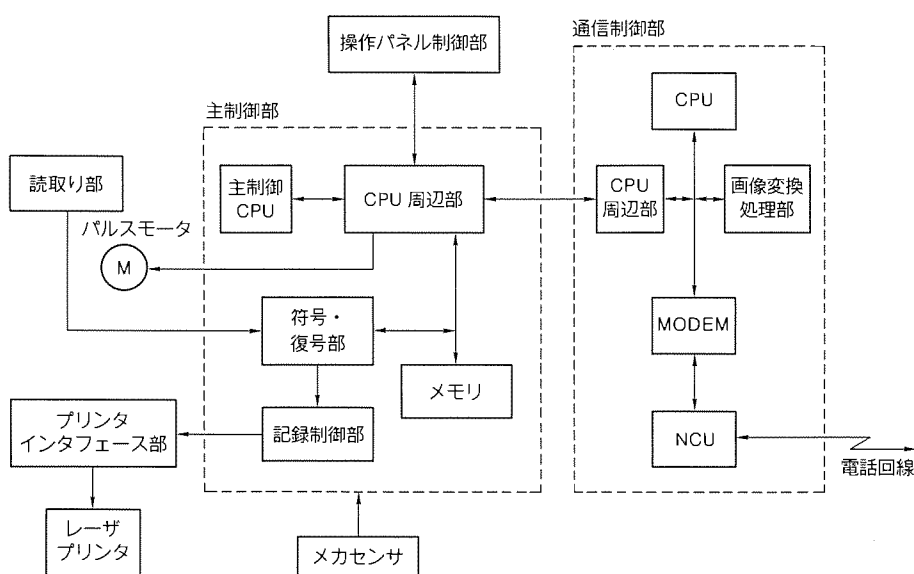 通信制御部
操作パネル制御部
CPU
主制御部
読取り部
主制御
CPU
CPU 周辺部
CPU
周辺部
画像変換
処理部
パルスモータ
M
符号・
復号部
MODEM
メモリ
プリンタ
インタフェース部
記録制御部
NCU
電話回線
レーザ
プリンタ
メカセンサ